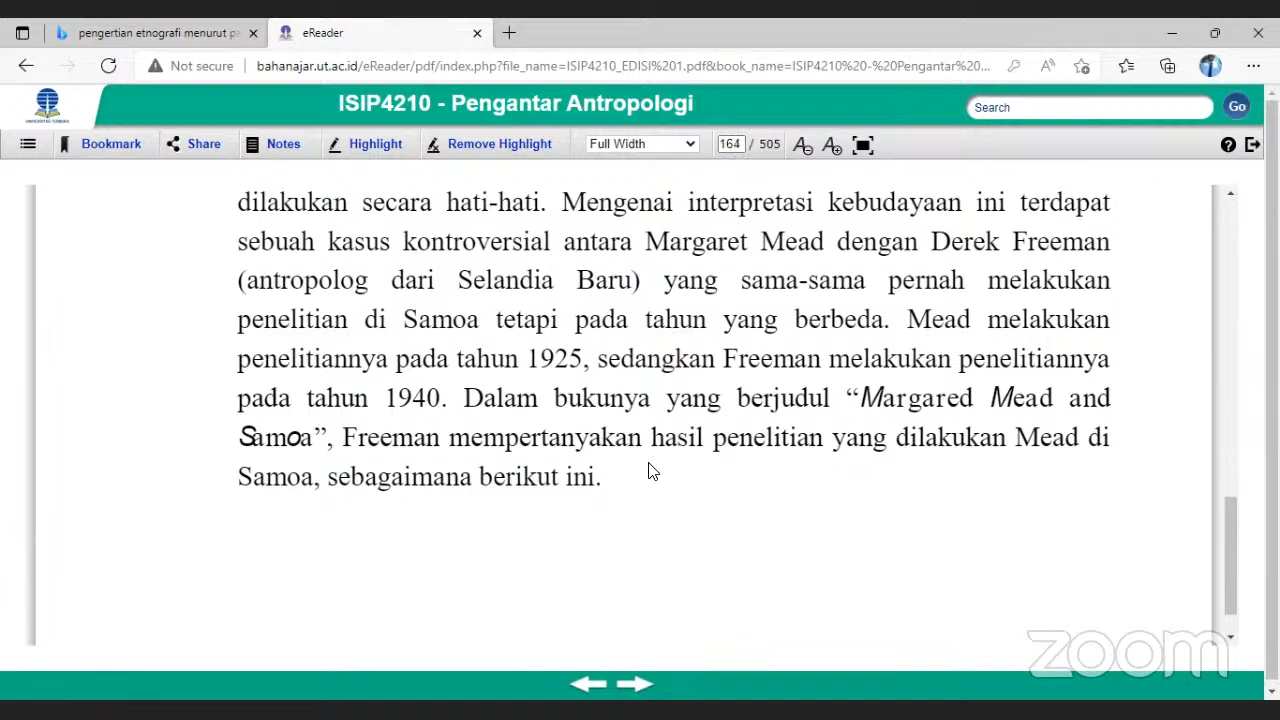 pengertian etnografi menurut pa
eReader
Not secure
bahanajar.ut.ac.id/eReader/pdf/index.php?file_name=ISIP4210_EDISI%201.pdf&book_name=ISIP4210%20-%20Pengantar%20...
ISIP4210 - Pengantar Antropologi
Search
Go
Bookmark
Share
Notes
Highlight
Remove Highlight
Full Width
164 / 505
dilakukan secara hati-hati. Mengenai interpretasi kebudayaan ini terdapat
sebuah kasus kontroversial antara Margaret Mead dengan Derek Freeman
(antropolog dari Selandia Baru) yang sama-sama pernah melakukan
penelitian di Samoa tetapi pada tahun yang berbeda. Mead melakukan
penelitiannya pada tahun 1925, sedangkan Freeman melakukan penelitiannya
pada tahun 1940. Dalam bukunya yang berjudul “Margared Mead and
Samoa”, Freeman mempertanyakan hasil penelitian yang dilakukan Mead di
Samoa, sebagaimana berikut ini.
zoom